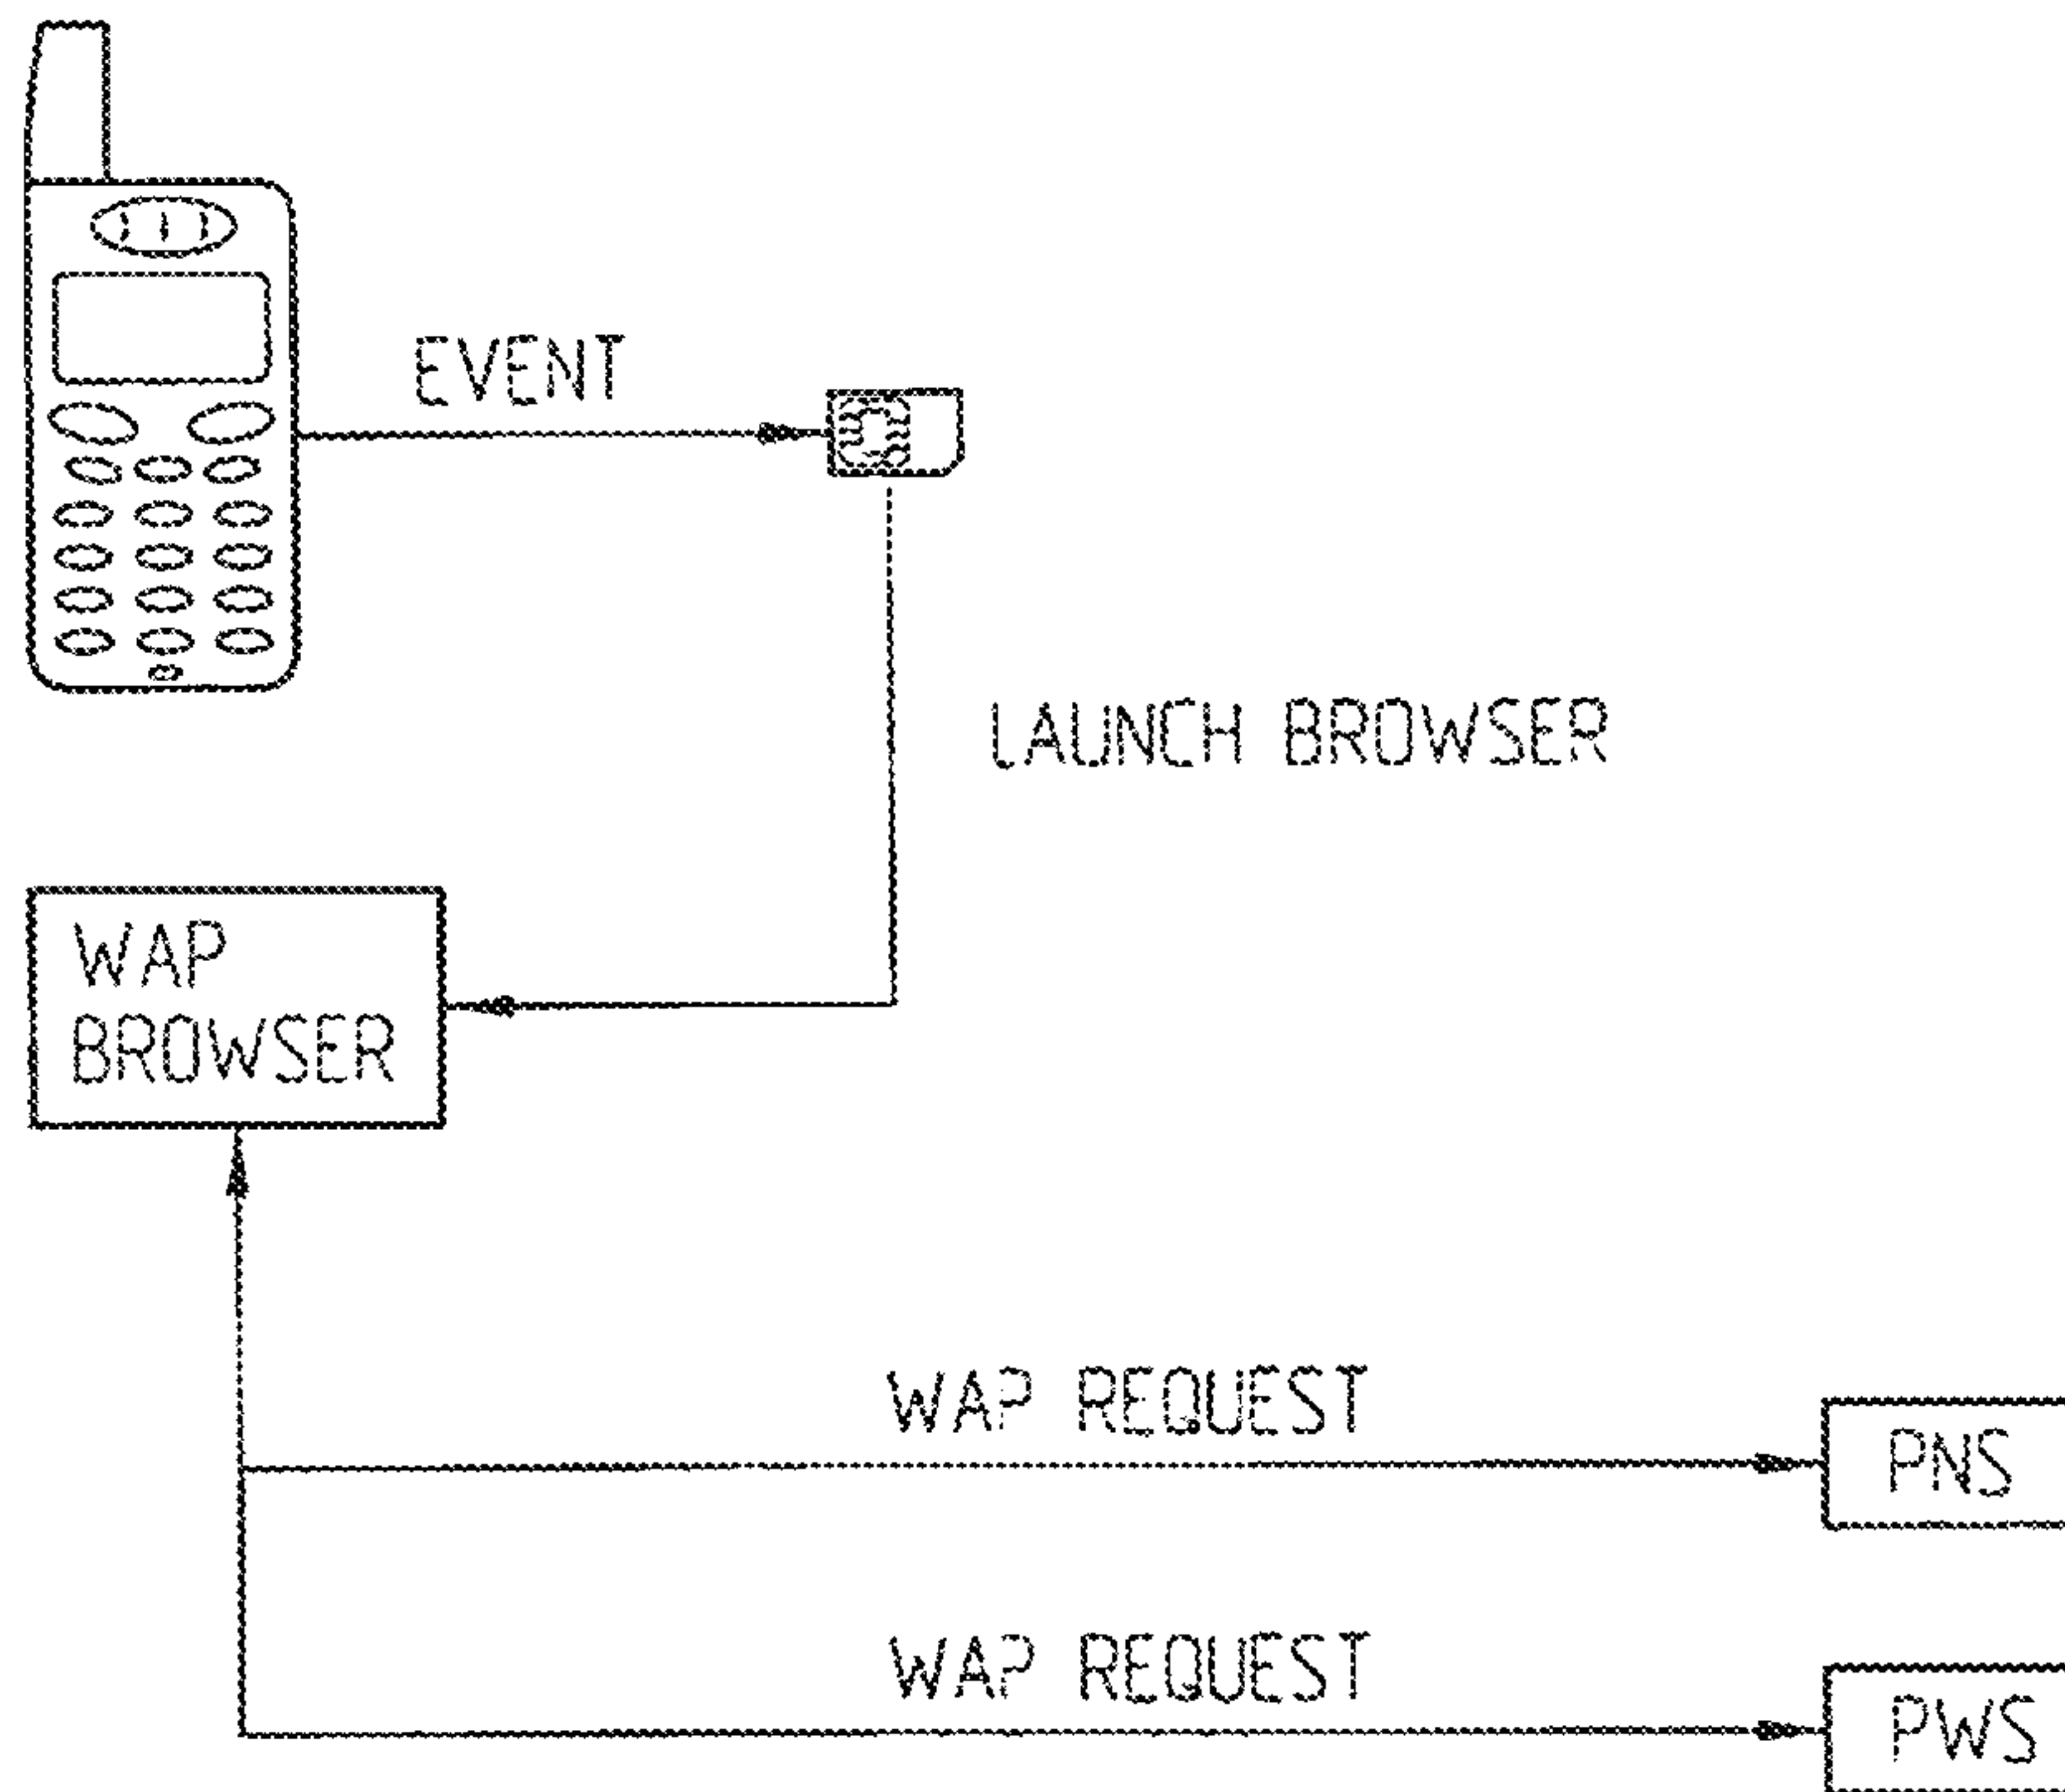 EVENT
LAUNCH BROWSER
WAP
BROWSER
WAP REQUEST
PNS
WAP REQUEST
PWS